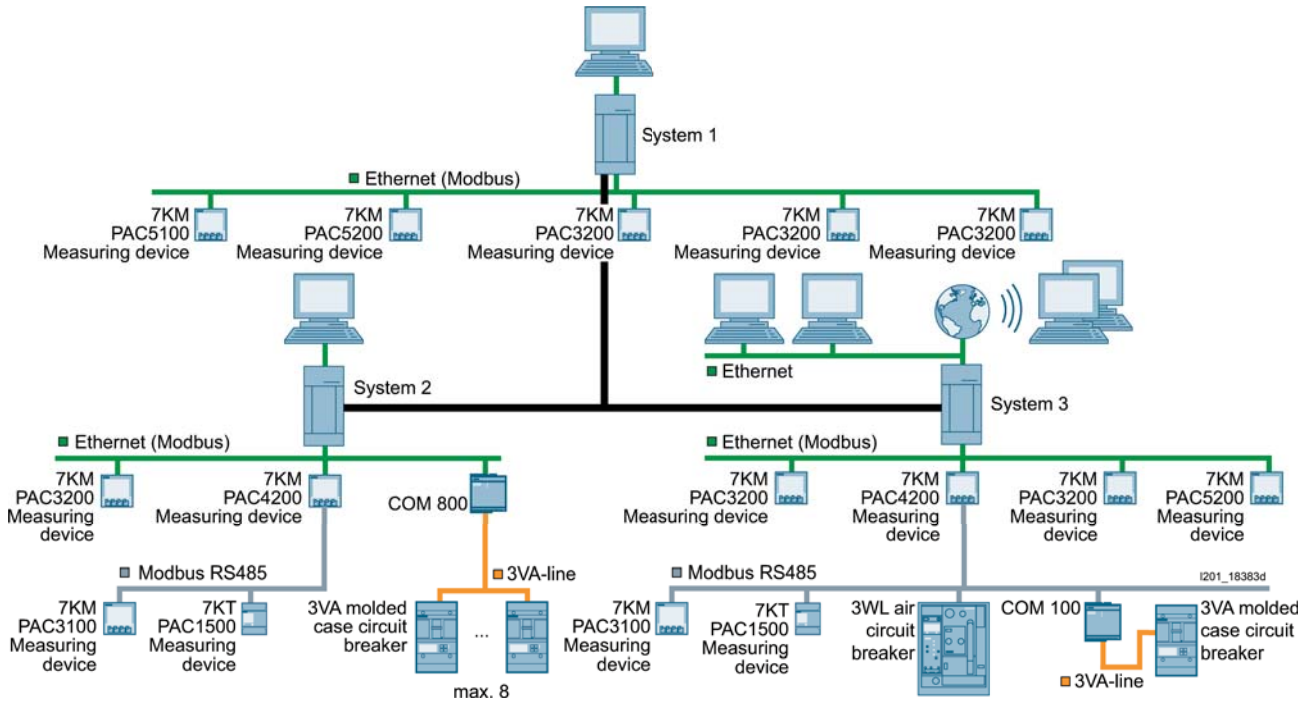 System 1
Ethernet (Modbus)
7KM
PAC5100
Measuring device
7KM
PAC5200
Measuring device
7KM
PAC3200
Measuring device
7KM
PAC3200
Measuring device
7KM
PAC3200
Measuring device
System 2
Ethernet
System 3
Ethernet (Modbus)
7KM
PAC3200
Measuring
device
7KM
PAC4200
Measuring device
COM 800
Ethernet (Modbus)
7KM
PAC3200
Measuring device
7KM
PAC4200
Measuring
device
7KM
PAC3200
Measuring
device
7KM
PAC5200
Measuring
device
Modbus RS485
7KM
PAC3100
Measuring
device
7KT
PAC1500
Measuring
device
3VA-line
3VA molded
case circuit
breaker
...
max. 8
Modbus RS485
I201_18383d
7KM
PAC3100
Measuring
device
7KT
PAC1500
Measuring
device
3WL air
circuit
breaker
COM 100
3VA molded
case circuit
breaker
3VA-line